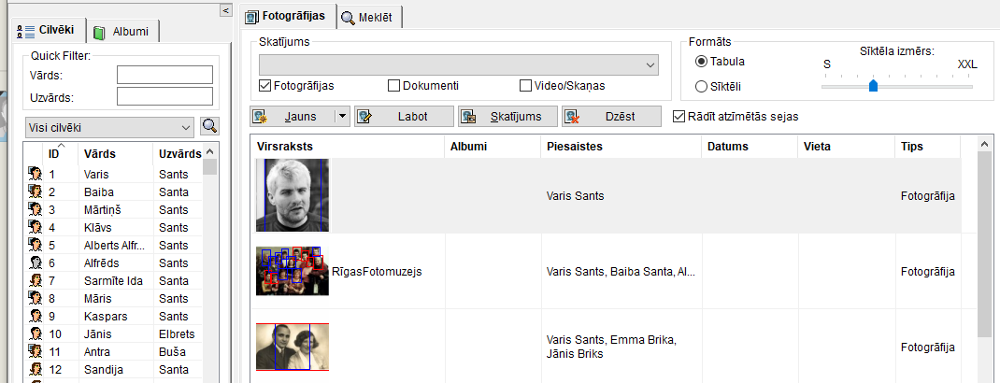 <
Cilvēki
Albumi
Quick Filter:
Vārds:
Uzvārds:
Visi cilvēki
ID Vārds Uzvārds
1 Varis Sants
2 Baiba Santa
3 Mārtiņš Sants
4 Klāvs Sants
5 Alberts Alfr... Sants
6 Alfrēds Sants
7 Sarmīte Ida Santa
8 Māris Sants
9 Kaspars Sants
10 Jānis Elbrets
11 Antra Buša
12 Sandija Santa
Fotogrāfijas
Meklēt
Skatījums
Fotogrāfijas Dokumenti Video/Skaņas
Formāts
Tabula
Sīktēli
Sīktēla izmērs:
S XXL
Jauns Labot Skatījums Dzēst Rādīt atzīmētās sejas
Virsraksts Albumi Piesaistes Datums Vieta Tips
Varis Sants Fotogrāfija
RīgasFotomuzejs Varis Sants, Baiba Santa, Al... Fotogrāfija
Varis Sants, Emma Brika,
Jānis Briks
Fotogrāfija